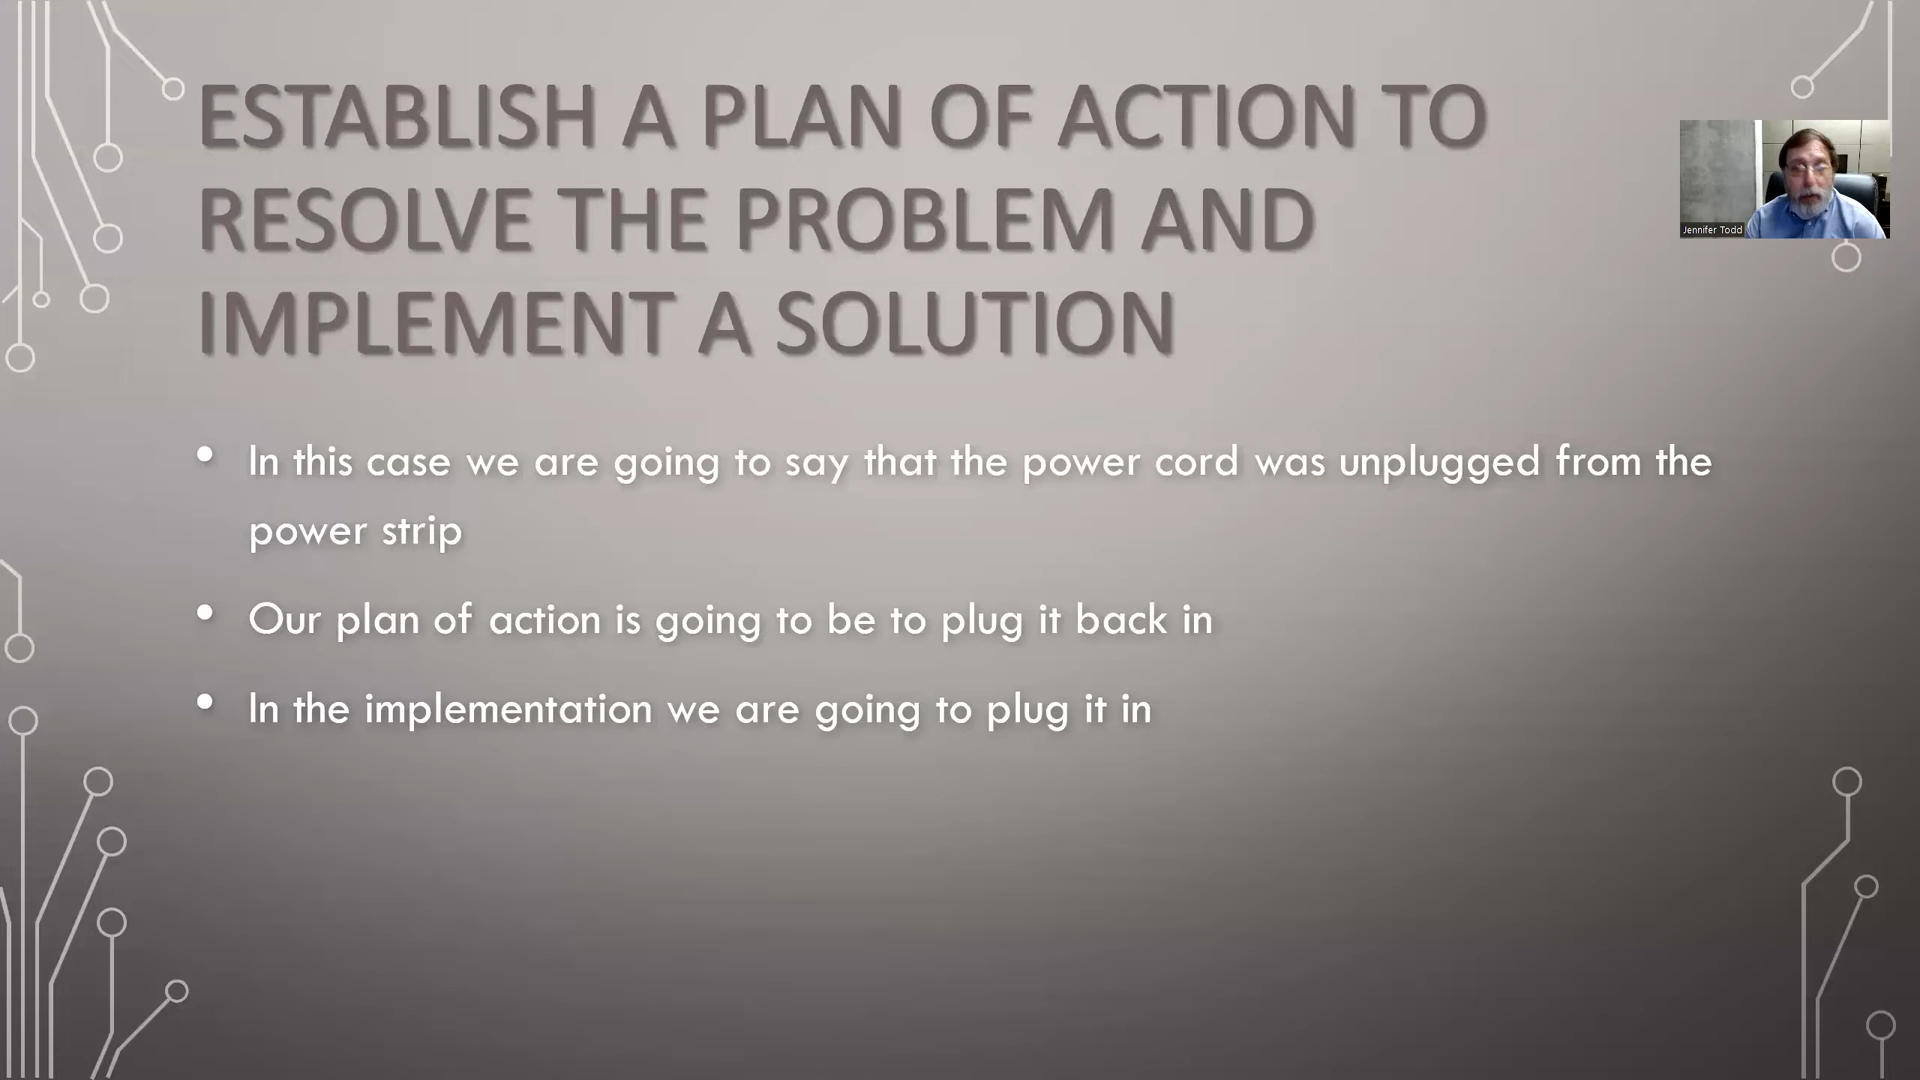 ESTABLISH A PLAN OF ACTION TO
RESOLVE THE PROBLEM AND
IMPLEMENT A SOLUTION
Jennifer Todd
• In this case we are going to say that the power cord was unplugged from the
power strip
• Our plan of action is going to be to plug it back in
• In the implementation we are going to plug it in